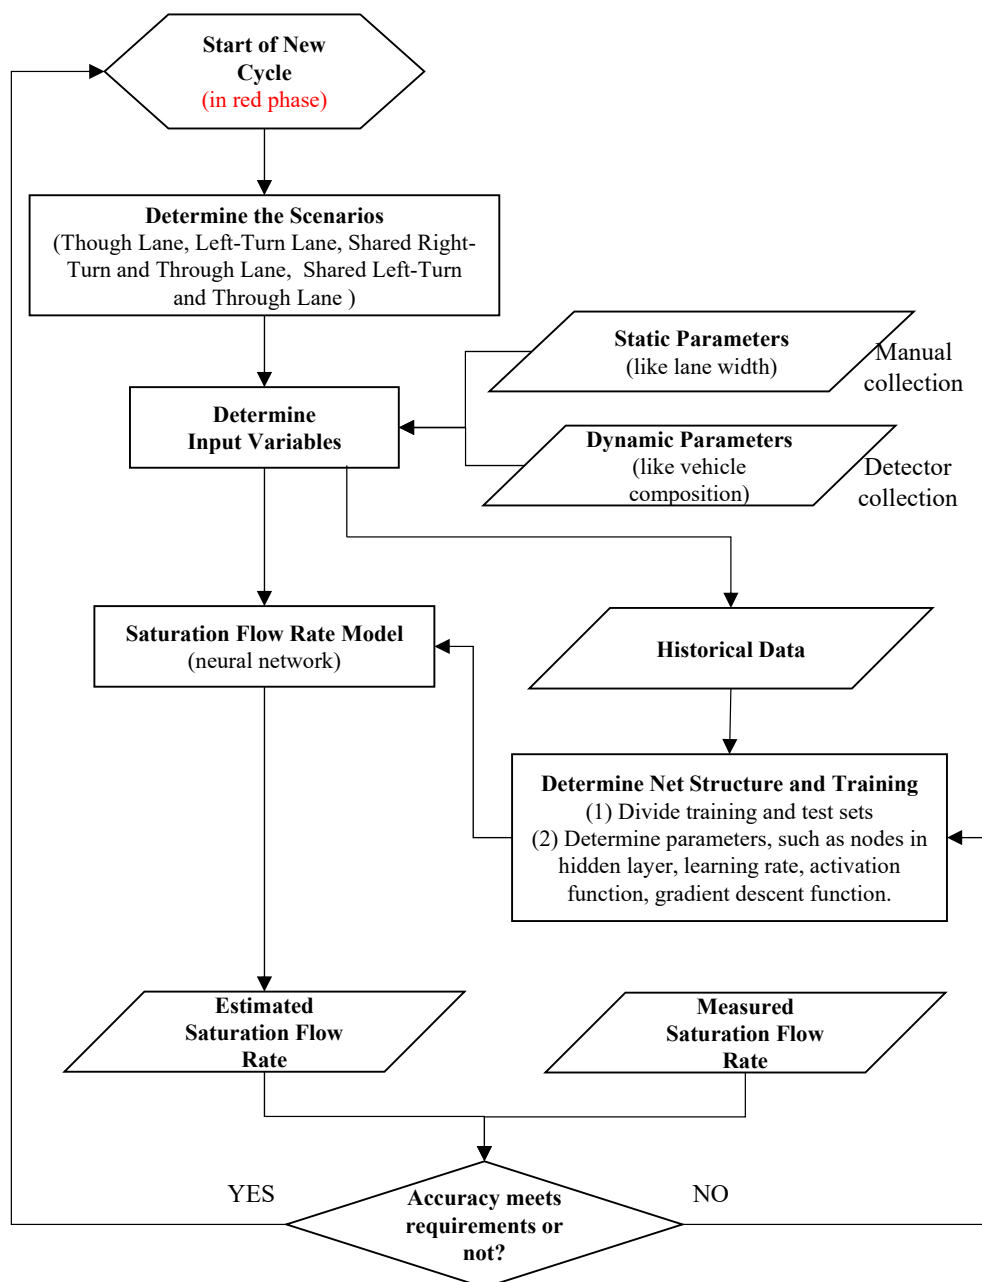 Start of New
Cycle
(in red phase)
Determine the Scenarios
(Though Lane, Left-Turn Lane, Shared Right-
Turn and Through Lane,  Shared Left-Turn
and Through Lane )
Static Parameters
(like lane width)
Manual
collection
Determine
Input Variables
Dynamic Parameters
(like vehicle
composition)
Detector
collection
Saturation Flow Rate Model
(neural network)
Historical Data
Determine Net Structure and Training
(1) Divide training and test sets
(2) Determine parameters, such as nodes in
hidden layer, learning rate, activation
function, gradient descent function.
Estimated
Saturation Flow
Rate
Measured
Saturation Flow
Rate
YES
Accuracy meets
requirements or
not?
NO